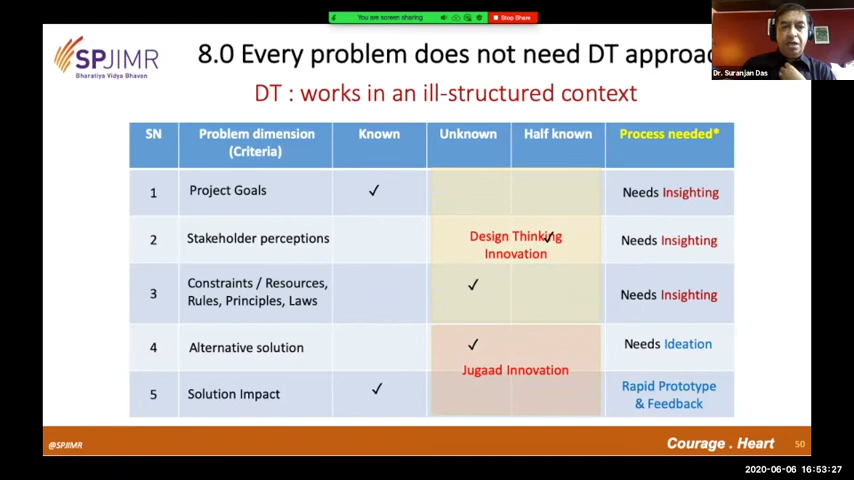 You are screen sharing
Stop Share
SPJIMR
Bharatiya Vidya Bhavan
8.0 Every problem does not need DT approac
DT : works in an ill-structured context
Dr. Suranjan Das
SN Problem dimension (Criteria) Known Unknown Half known Process needed*
1 Project Goals ✓ Needs Insighting
2 Stakeholder perceptions ✓ Needs Insighting
Design Thinking
Innovation
3 Constraints / Resources, Rules, Principles, Laws ✓ Needs Insighting
4 Alternative solution ✓ Needs Ideation
Jugaad Innovation
5 Solution Impact ✓ Rapid Prototype & Feedback
@SPJIMR
Courage . Heart
50
2020-06-06 16:53:27